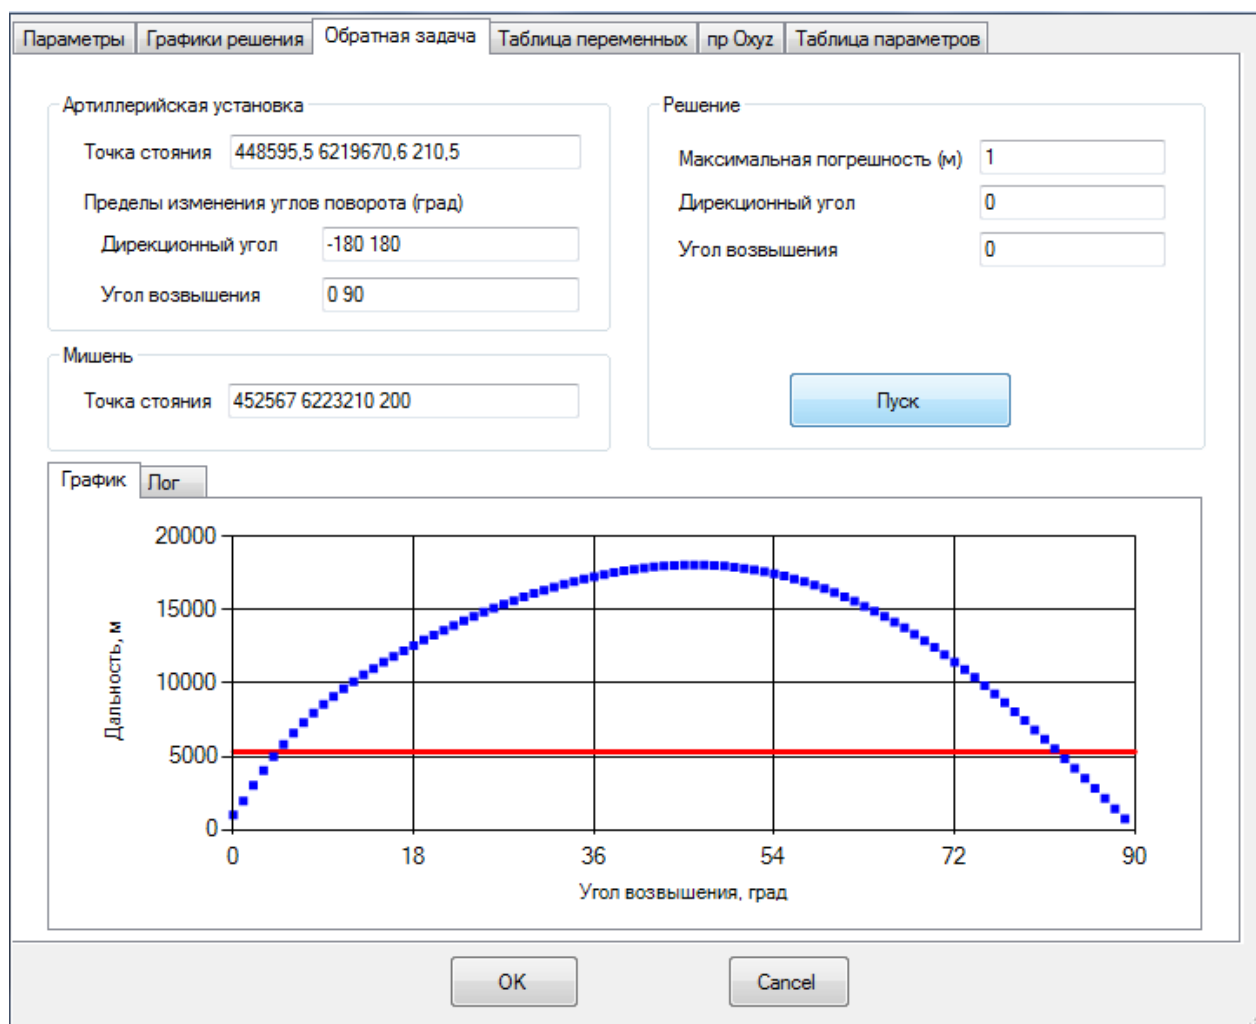 Параметры Графики решения Обратная задача Таблица переменных пр Oxyz Таблица параметров
Артиллерийская установка
Точка стояния 448595,5 6219670,6 210,5
Пределы изменения углов поворота (град)
Дирекционный угол -180 180
Угол возвышения 0 90
Мишень
Точка стояния 452567 6223210 200
Решение
Максимальная погрешность (м) 1
Дирекционный угол 0
Угол возвышения 0
Пуск
График Лог
Дальность, м
20000
15000
10000
5000
0
0 18 36 54 72 90
Угол возвышения, град
OK Cancel